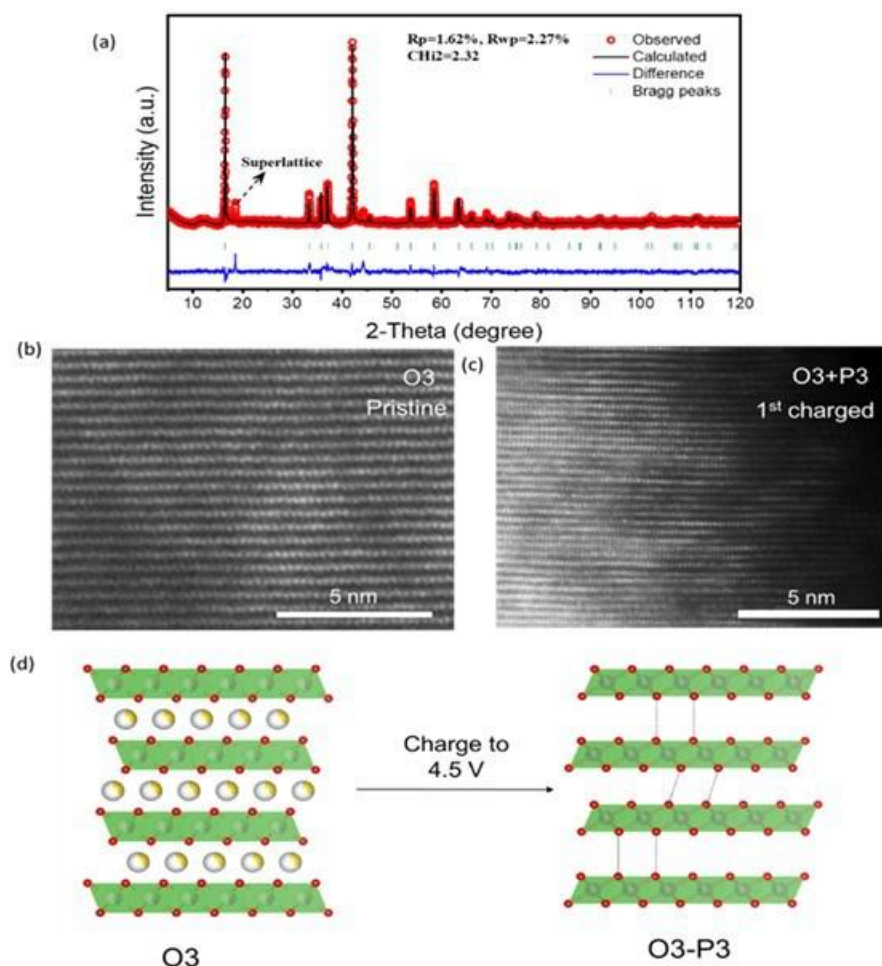 (a)
Rp=1.62%, Rwp=2.27%
CHi2=2.32
Observed
Calculated
Difference
Bragg peaks
Superlattice
Intensity (a.u.)
10 20 30 40 50 60 70 80 90 100 110 120
2-Theta (degree)
(b)
O3
Pristine
5 nm
(c)
O3+P3
1st charged
5 nm
(d)
Charge to
4.5 V
O3
O3-P3